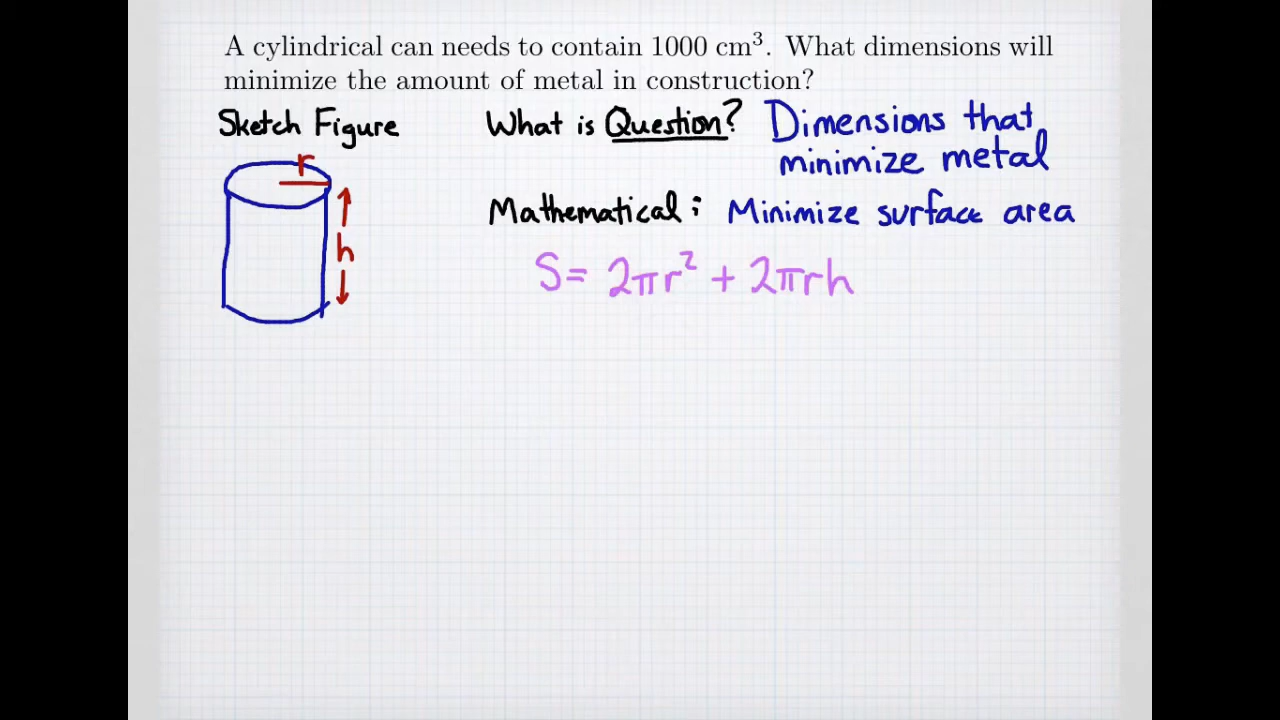 A cylindrical can needs to contain 1000 cm³. What dimensions will
minimize the amount of metal in construction?
Sketch Figure
What is Question? Dimensions that
minimize metal
r
h
Mathematical: Minimize surface area
S= 2πr² + 2πrh